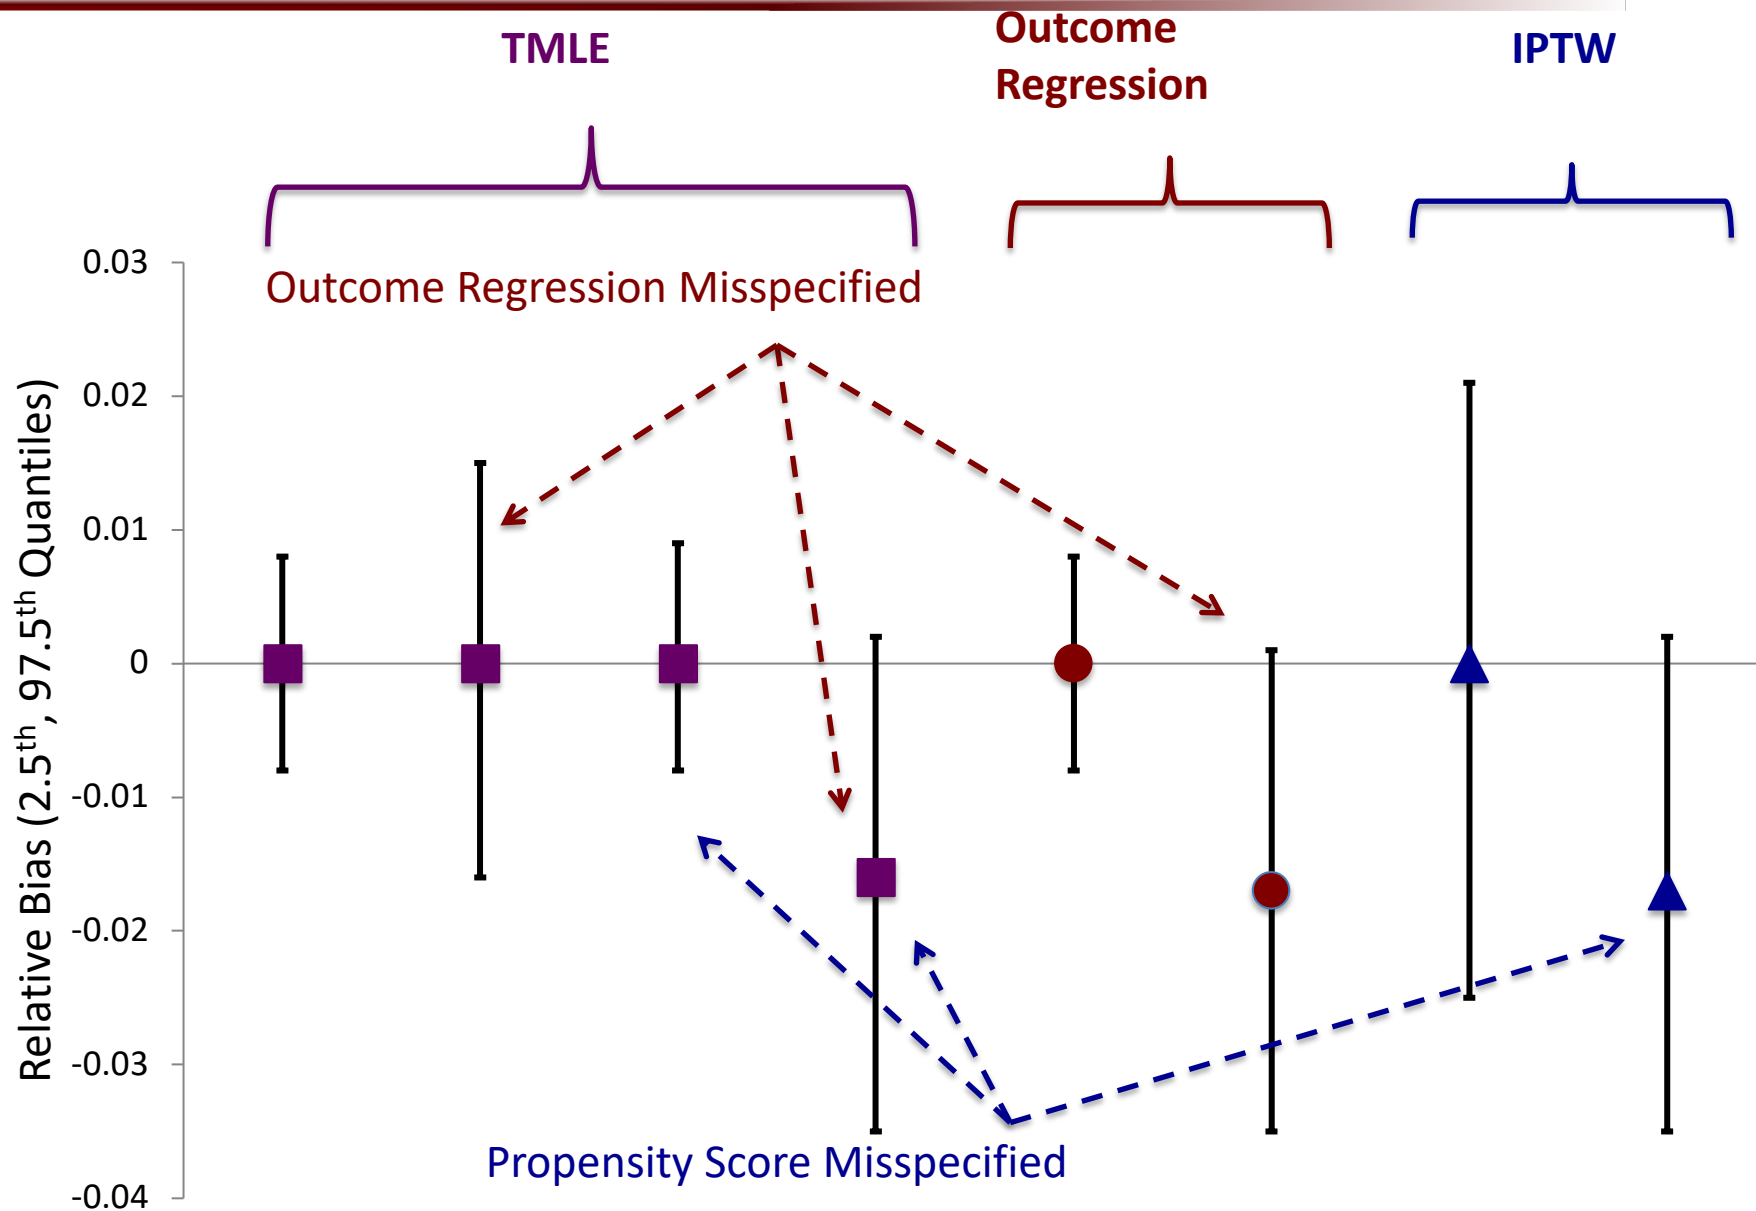 TMLE
Outcome
Regression
IPTW
Outcome Regression Misspecified
Relative Bias (2.5th, 97.5th Quantiles)
0.03
0.02
0.01
0
-0.01
-0.02
-0.03
-0.04
Propensity Score Misspecified